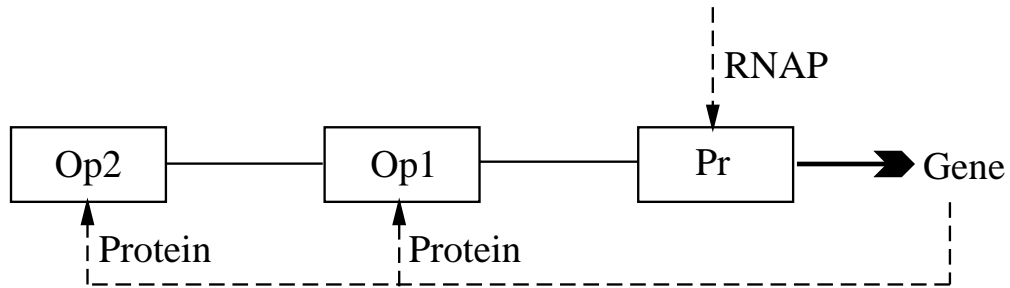 RNAP
Op2
Op1
Pr
Gene
Protein
Protein